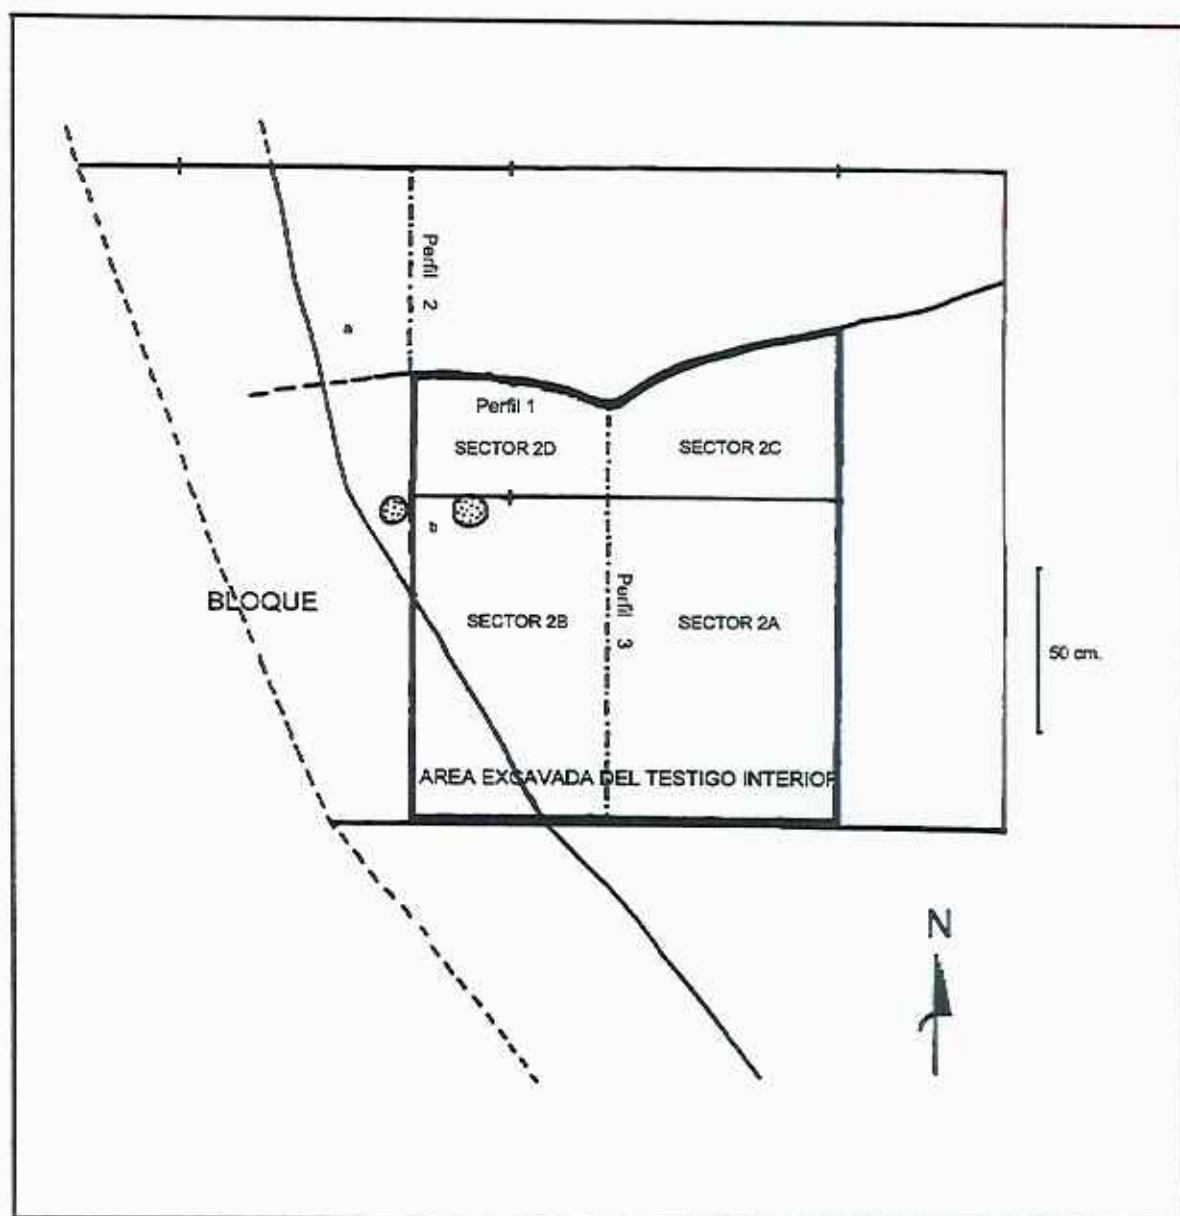 Perfil 2
a
Perfil 1
SECTOR 2D
SECTOR 2C
b
BLOQUE
SECTOR 2B
Perfil 3
SECTOR 2A
50 cm.
AREA EXCAVADA DEL TESTIGO INTERIOR
N